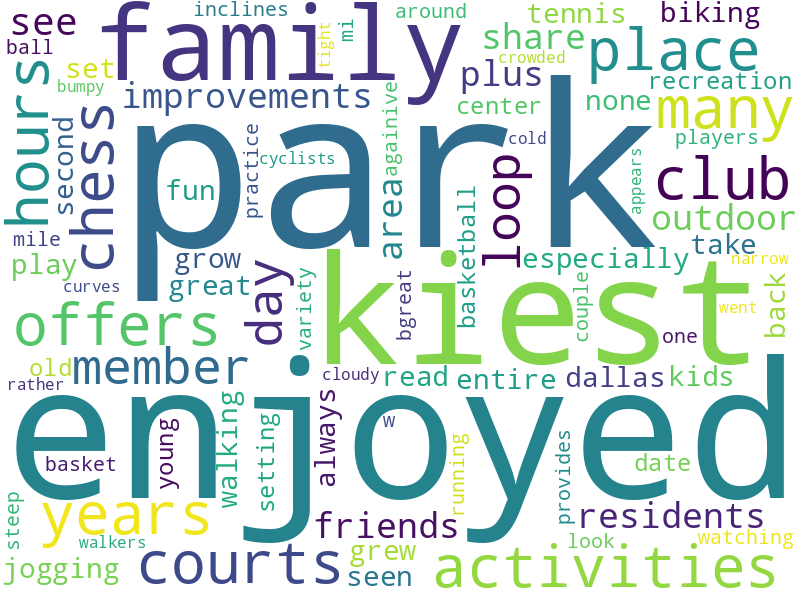 see
inclines
around
tennis
biking
ball
family
tight
mi
crowded
share
place
set
bumpy
hours
improvements
plus
center
none
recreation
many
second
chess
park
practice
cyclists
againive
cold
players
appears
fun
area
loop
club
mile
play
grow
great
basketball
outdoor
take
especially
narrow
curves
day
variety
bgreat
kiest
couple
went
back
offers
one
old
member
cloudy
read
entire
dallas
kids
rather
enjoyed
basket
young
walking
setting
always
w
running
provides
date
steep
years
friends
residents
walkers
look
watching
jogging
courts
grew
seen
activities